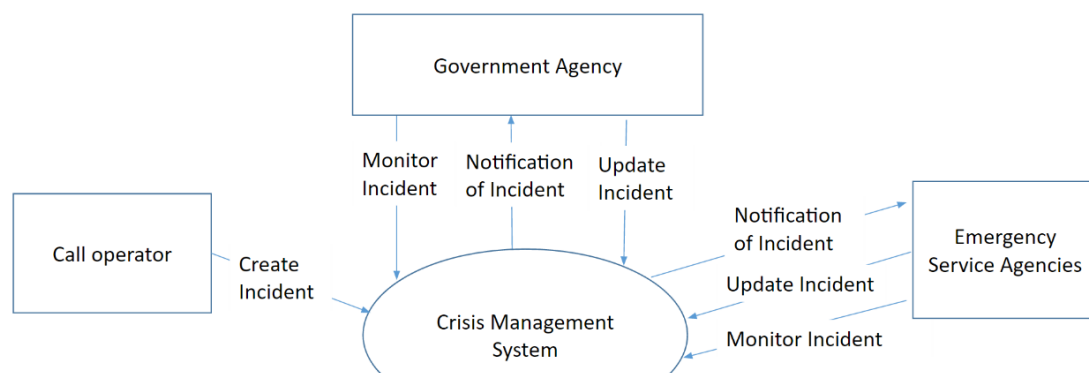 Government Agency
Monitor
Incident
Notification
of Incident
Update
Incident
Call operator
Create
Incident
Notification
of Incident
Update Incident
Monitor Incident
Emergency
Service Agencies
Crisis Management
System